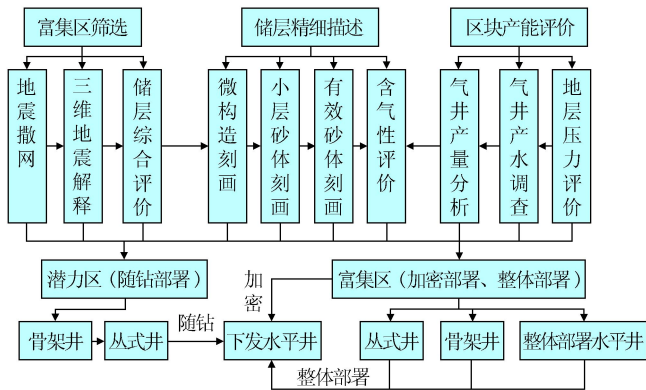 富集区筛选
储层精细描述
区块产能评价
地震撒网
三维地震解释
储层综合评价
微构造刻画
小层砂体刻画
有效砂体刻画
含气性评价
气井产量分析
气井产水调查
地层压力评价
潜力区（随钻部署）
加密
富集区（加密部署、整体部署）
骨架井
丛式井
随钻
下发水平井
丛式井
骨架井
整体部署水平井
整体部署